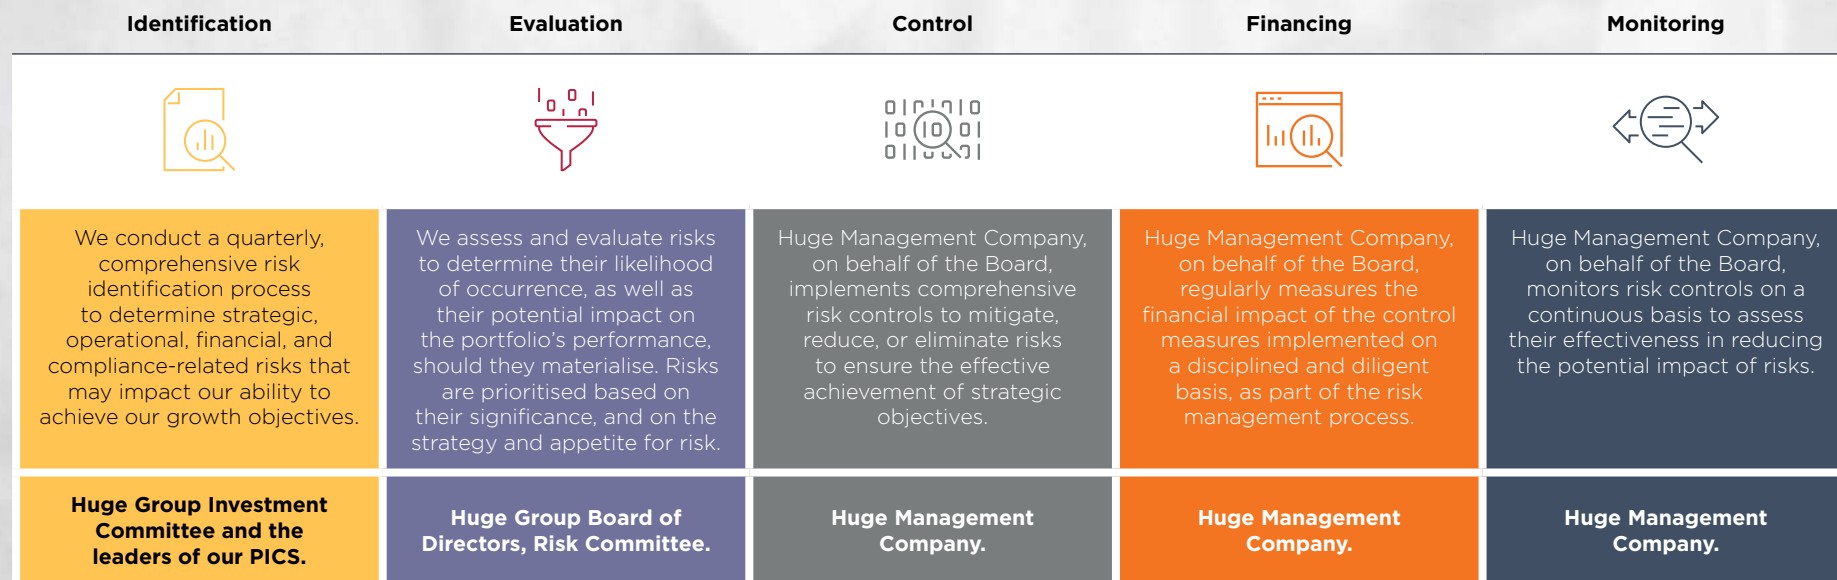 Identification
Evaluation
Control
Financing
Monitoring
We conduct a quarterly,
comprehensive risk
identification process
to determine strategic,
operational, financial, and
compliance-related risks that
may impact our ability to
achieve our growth objectives.
We assess and evaluate risks
to determine their likelihood
of occurrence, as well as
their potential impact on
the portfolio’s performance,
should they materialise. Risks
are prioritised based on
their significance, and on the
strategy and appetite for risk.
Huge Management Company,
on behalf of the Board,
implements comprehensive
risk controls to mitigate,
reduce, or eliminate risks
to ensure the effective
achievement of strategic
objectives.
Huge Management Company,
on behalf of the Board,
regularly measures the
financial impact of the control
measures implemented on
a disciplined and diligent
basis, as part of the risk
management process.
Huge Management Company,
on behalf of the Board,
monitors risk controls on a
continuous basis to assess
their effectiveness in reducing
the potential impact of risks.
Huge Group Investment
Committee and the
leaders of our PICS.
Huge Group Board of
Directors, Risk Committee.
Huge Management
Company.
Huge Management
Company.
Huge Management
Company.